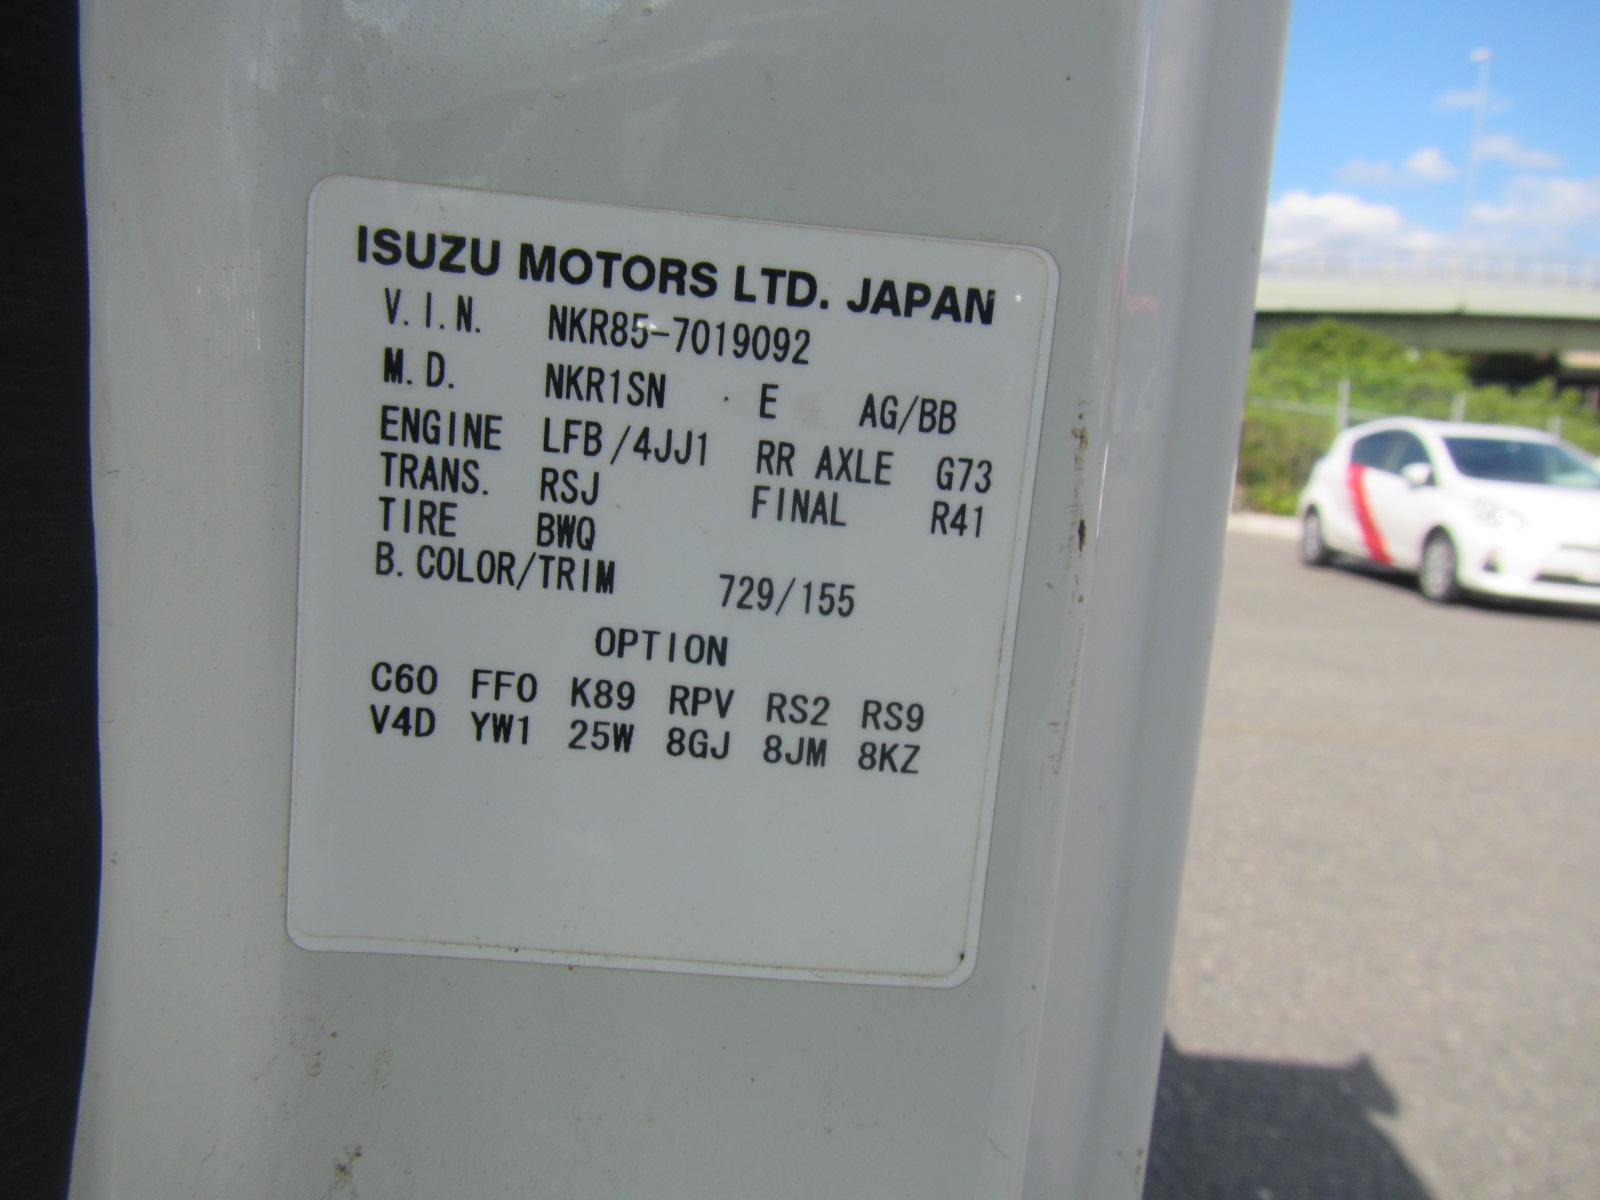 ISUZU MOTORS LTD. JAPAN
V.I.N. NKR85-7019092
M.D. NKR1SN E AG/BB
ENGINE LFB/4JJ1 RR AXLE G73
TRANS. RSJ FINAL R41
TIRE BWQ
B.COLOR/TRIM 729/155
OPTION
C60 FF0 K89 RPV RS2 RS9
V4D YW1 25W 8GJ 8JM 8KZ